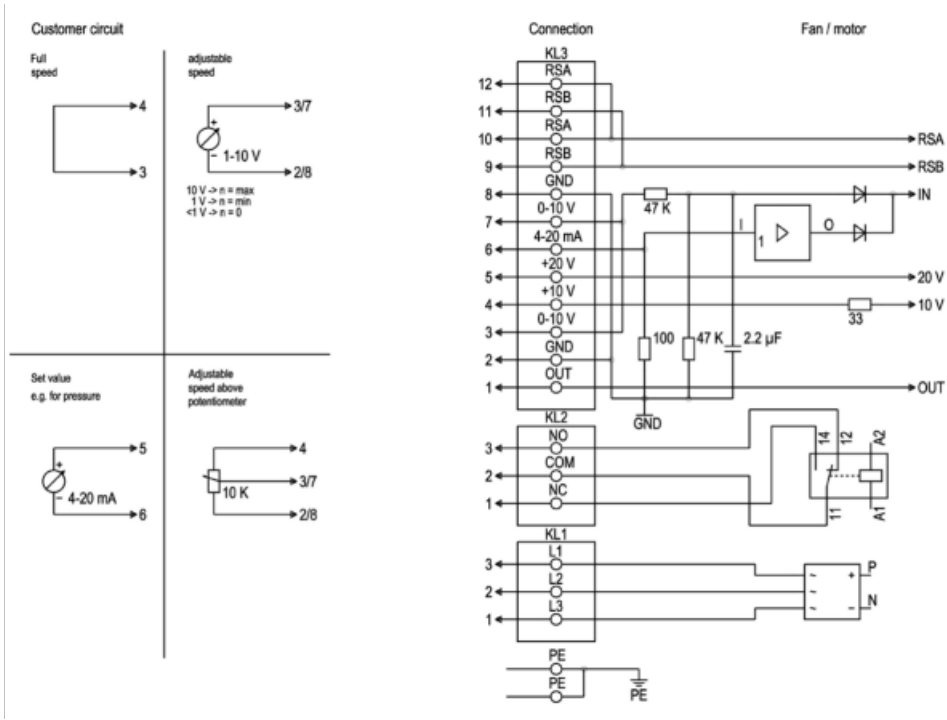 Customer circuit
Full
speed
4
3
adjustable
speed
3/7
+
1-10 V
−
2/8
10 V -> n = max
1 V -> n = min
<1 V -> n = 0
Set value
e.g. for pressure
5
+
4-20 mA
−
6
Adjustable
speed above
potentiometer
4
3/7
10 K
2/8
Connection
Fan / motor
KL3
12 RSA
11 RSB
10 RSA RSA
9 RSB RSB
8 GND IN
7 0-10 V 47 K
6 4-20 mA I 1 O
5 +20 V 20 V
4 +10 V 10 V
33
3 0-10 V
100 47 K 2.2 µF
2 GND
1 OUT OUT
GND
KL2
3 NO
2 COM
1 NC
14 12 A2
11 A1
KL1
3 L1
2 L2
1 L3
~ + P
~
~ − N
PE
PE
PE